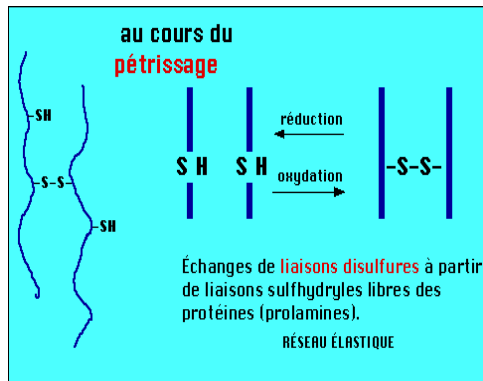 au cours du
pétrissage
-SH
-S-S-
-SH
S H
S H
réduction
oxydation
-S-S-
Échanges de liaisons disulfures à partir
de liaisons sulfhydryles libres des
protéines (prolamines).
RÉSEAU ÉLASTIQUE